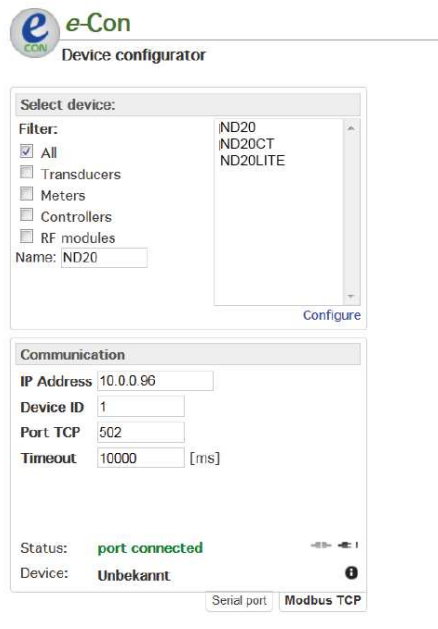 e
CON
e-Con
Device configurator
Select device:
Filter:
All
Transducers
Meters
Controllers
RF modules
Name: ND20
ND20
ND20CT
ND20LITE
Configure
Communication
IP Address 10.0.0.96
Device ID 1
Port TCP 502
Timeout 10000 [ms]
Status: port connected
Device: Unbekannt
Serial port Modbus TCP